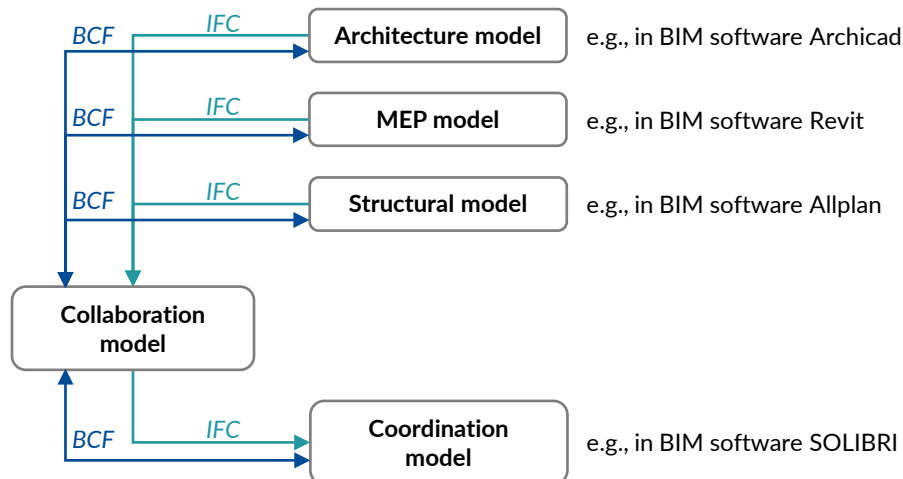 BCF
IFC
Architecture model
e.g., in BIM software Archicad
BCF
IFC
MEP model
e.g., in BIM software Revit
BCF
IFC
Structural model
e.g., in BIM software Allplan
Collaboration
model
BCF
IFC
Coordination
model
e.g., in BIM software SOLIBRI